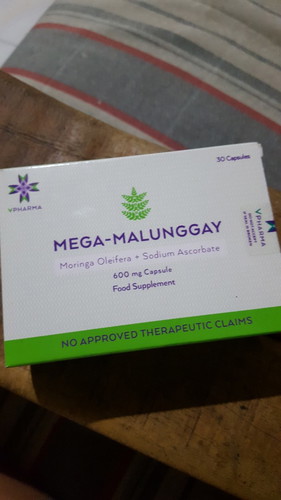 30 Capsules
VPHARMA
MEGA-MALUNGGAY
Moringa Oleifera + Sodium Ascorbate
600 mg Capsule
Food Supplement
VPHARMA
NO APPROVED THERAPEUTIC CLAIMS